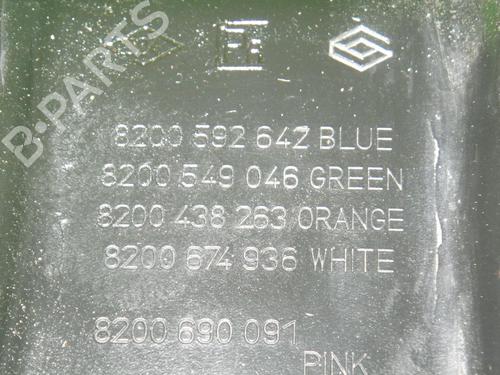 B-PARTS
8200 592 642 BLUE
8200 549 046 GREEN
8200 438 263 ORANGE
8200 674 936 WHITE
8200 690 091
PINK